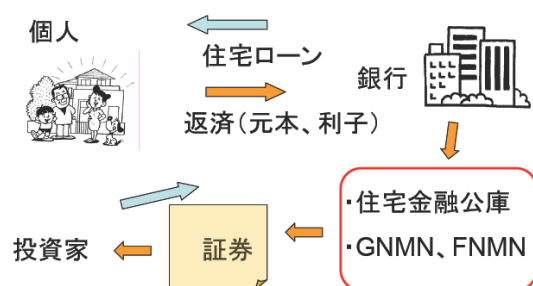 個人
住宅ローン
銀行
返済（元本、利子）
・住宅金融公庫
・GNMN、FNMN
投資家
証券